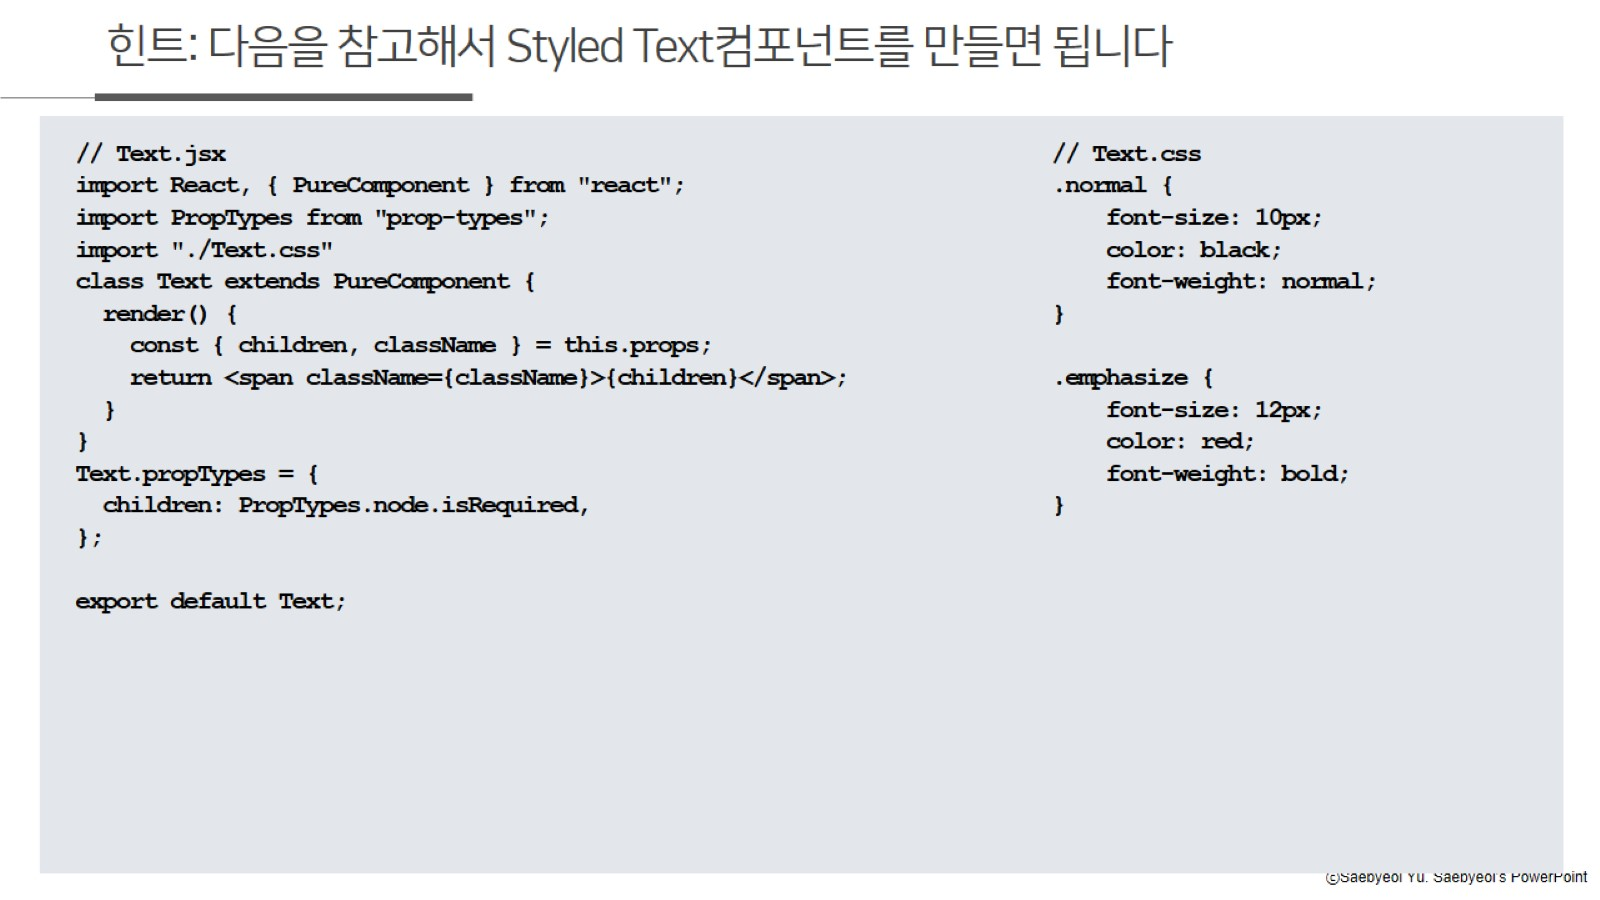 힌트: 다음을 참고해서 Styled Text컴포넌트를 만들면 됩니다
// Text.jsx
import React, { PureComponent } from "react";
import PropTypes from "prop-types";
import "./Text.css"
class Text extends PureComponent {
  render() {
    const { children, className } = this.props;
    return <span className={className}>{children}</span>;
  }
}
Text.propTypes = {
  children: PropTypes.node.isRequired,
};

export default Text;
// Text.css
.normal {
    font-size: 10px;
    color: black;
    font-weight: normal;
}

.emphasize {
    font-size: 12px;
    color: red;
    font-weight: bold;
}
ⓒSaebyeol Yu. Saebyeol's PowerPoint